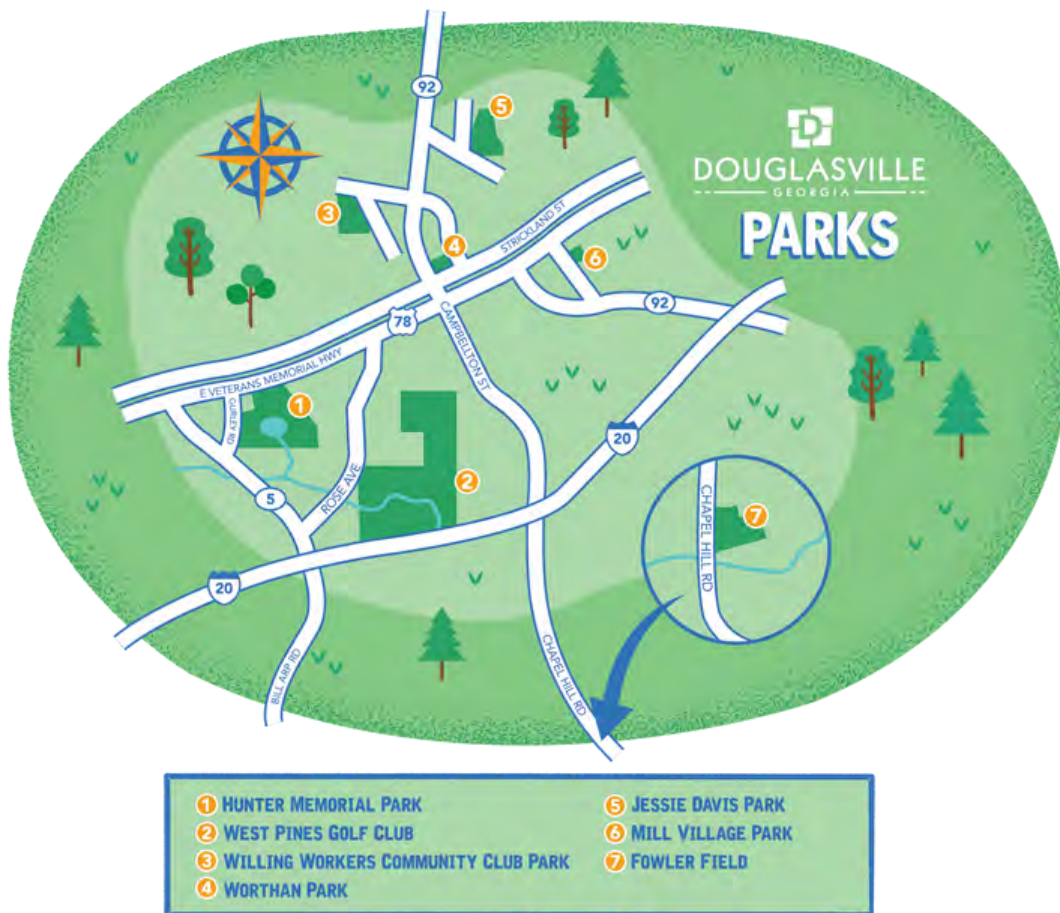 92
5
D
DOUGLASVILLE
GEORGIA
PARKS
3
4
STRICKLAND ST
6
92
78
CAMPBELLTON ST
E VETERANS MEMORIAL HWY
GURLEY RD
1
20
ROSE AVE
2
5
7
CHAPEL HILL RD
20
CHAPEL HILL RD
BILL ARP RD
1 HUNTER MEMORIAL PARK
2 WEST PINES GOLF CLUB
3 WILLING WORKERS COMMUNITY CLUB PARK
4 WORTHAN PARK
5 JESSIE DAVIS PARK
6 MILL VILLAGE PARK
7 FOWLER FIELD